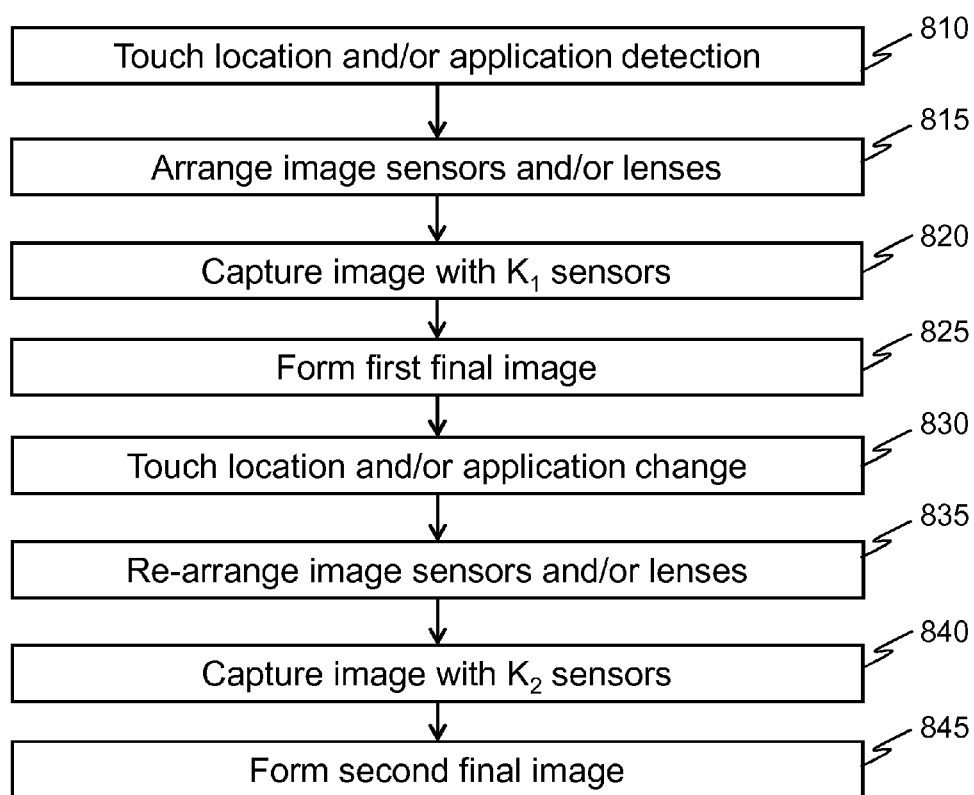 810
Touch location and/or application detection
815
Arrange image sensors and/or lenses
820
Capture image with K₁ sensors
825
Form first final image
830
Touch location and/or application change
835
Re-arrange image sensors and/or lenses
840
Capture image with K₂ sensors
845
Form second final image